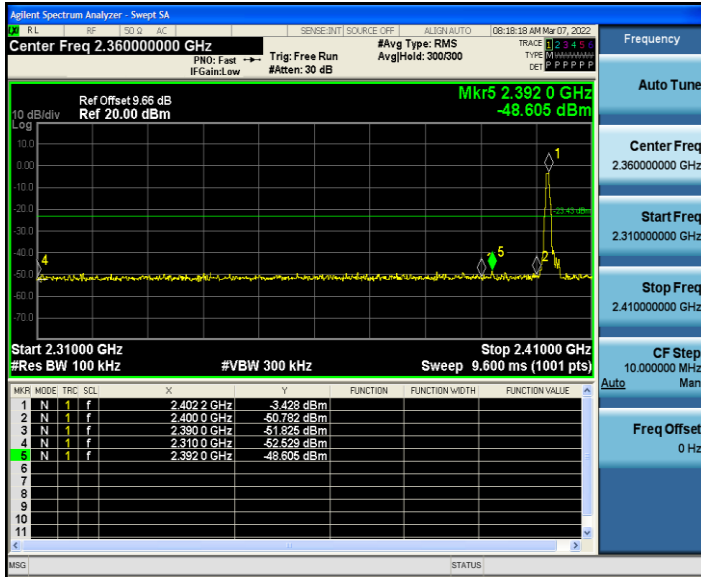 Agilent Spectrum Analyzer - Swept SA
RL RF 50 Ω AC SENSE:INT SOURCE OFF ALIGN AUTO 08:18:18 AM Mar 07, 2022
Center Freq 2.360000000 GHz
PNO: Fast
IFGain:Low
Trig: Free Run
#Atten: 30 dB
#Avg Type: RMS
Avg|Hold: 300/300
TRACE 1 2 3 4 5 6
TYPE M
DET P P P P P P
Mkr5 2.392 0 GHz
-48.605 dBm
Ref Offset 9.66 dB
10 dB/div Ref 20.00 dBm
Log
10.0
0.00
-10.0
-20.0
-30.0
-40.0
-50.0
-60.0
-70.0
1
-23.43 dBm
4
5
2
Start 2.31000 GHz Stop 2.41000 GHz
#Res BW 100 kHz #VBW 300 kHz Sweep 9.600 ms (1001 pts)
MKR MODE TRC SCL X Y FUNCTION FUNCTION WIDTH FUNCTION VALUE
1 N 1 f 2.402 2 GHz -3.428 dBm
2 N 1 f 2.400 0 GHz -50.782 dBm
3 N 1 f 2.390 0 GHz -51.825 dBm
4 N 1 f 2.310 0 GHz -52.529 dBm
5 N 1 f 2.392 0 GHz -48.605 dBm
6
7
8
9
10
11
MSG STATUS
Frequency
Auto Tune
Center Freq
2.360000000 GHz
Start Freq
2.310000000 GHz
Stop Freq
2.410000000 GHz
CF Step
10.000000 MHz
Auto Man
Freq Offset
0 Hz